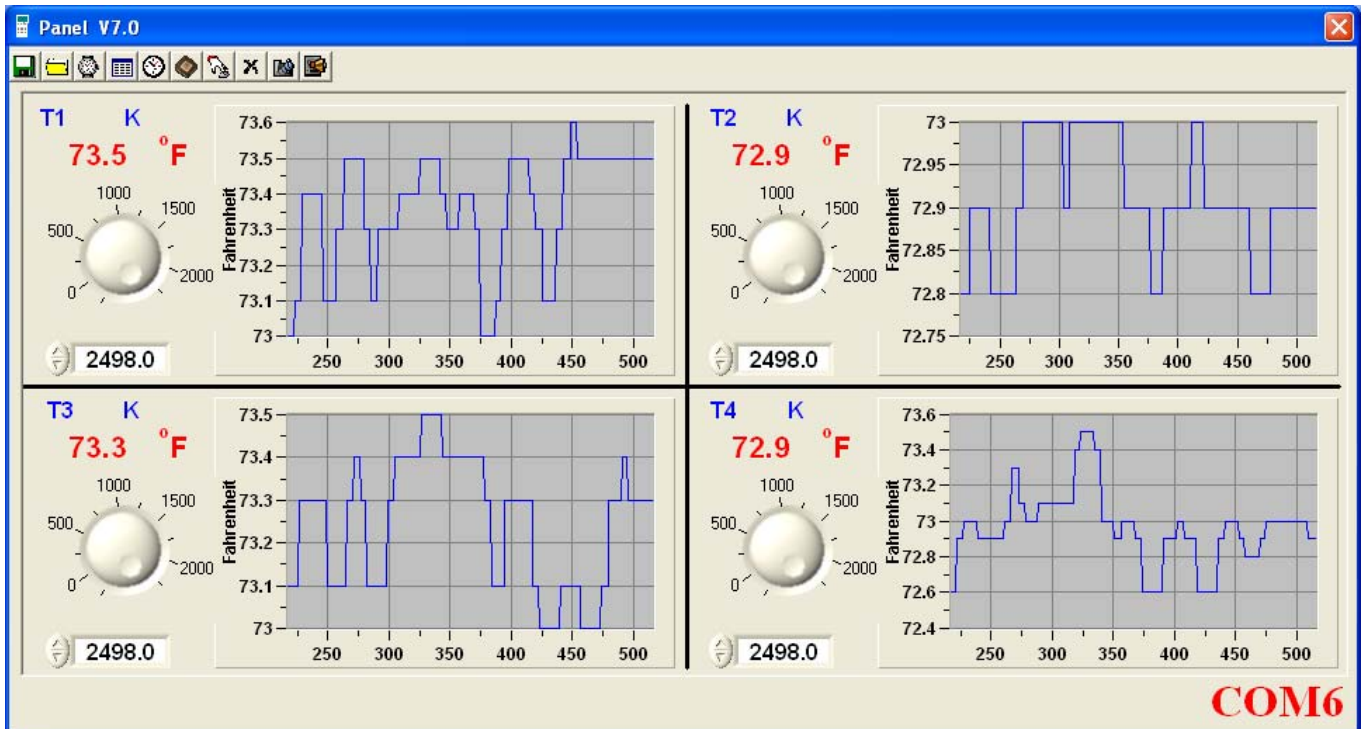 Panel V7.0
T1 K
73.5 °F
0 500 1000 1500 2000
2498.0
Fahrenheit
73.6
73.5
73.4
73.3
73.2
73.1
73
250 300 350 400 450 500
T2 K
72.9 °F
0 500 1000 1500 2000
2498.0
Fahrenheit
73
72.95
72.9
72.85
72.8
72.75
250 300 350 400 450 500
T3 K
73.3 °F
0 500 1000 1500 2000
2498.0
Fahrenheit
73.5
73.4
73.3
73.2
73.1
73
250 300 350 400 450 500
T4 K
72.9 °F
0 500 1000 1500 2000
2498.0
Fahrenheit
73.6
73.4
73.2
73
72.8
72.6
72.4
250 300 350 400 450 500
COM6